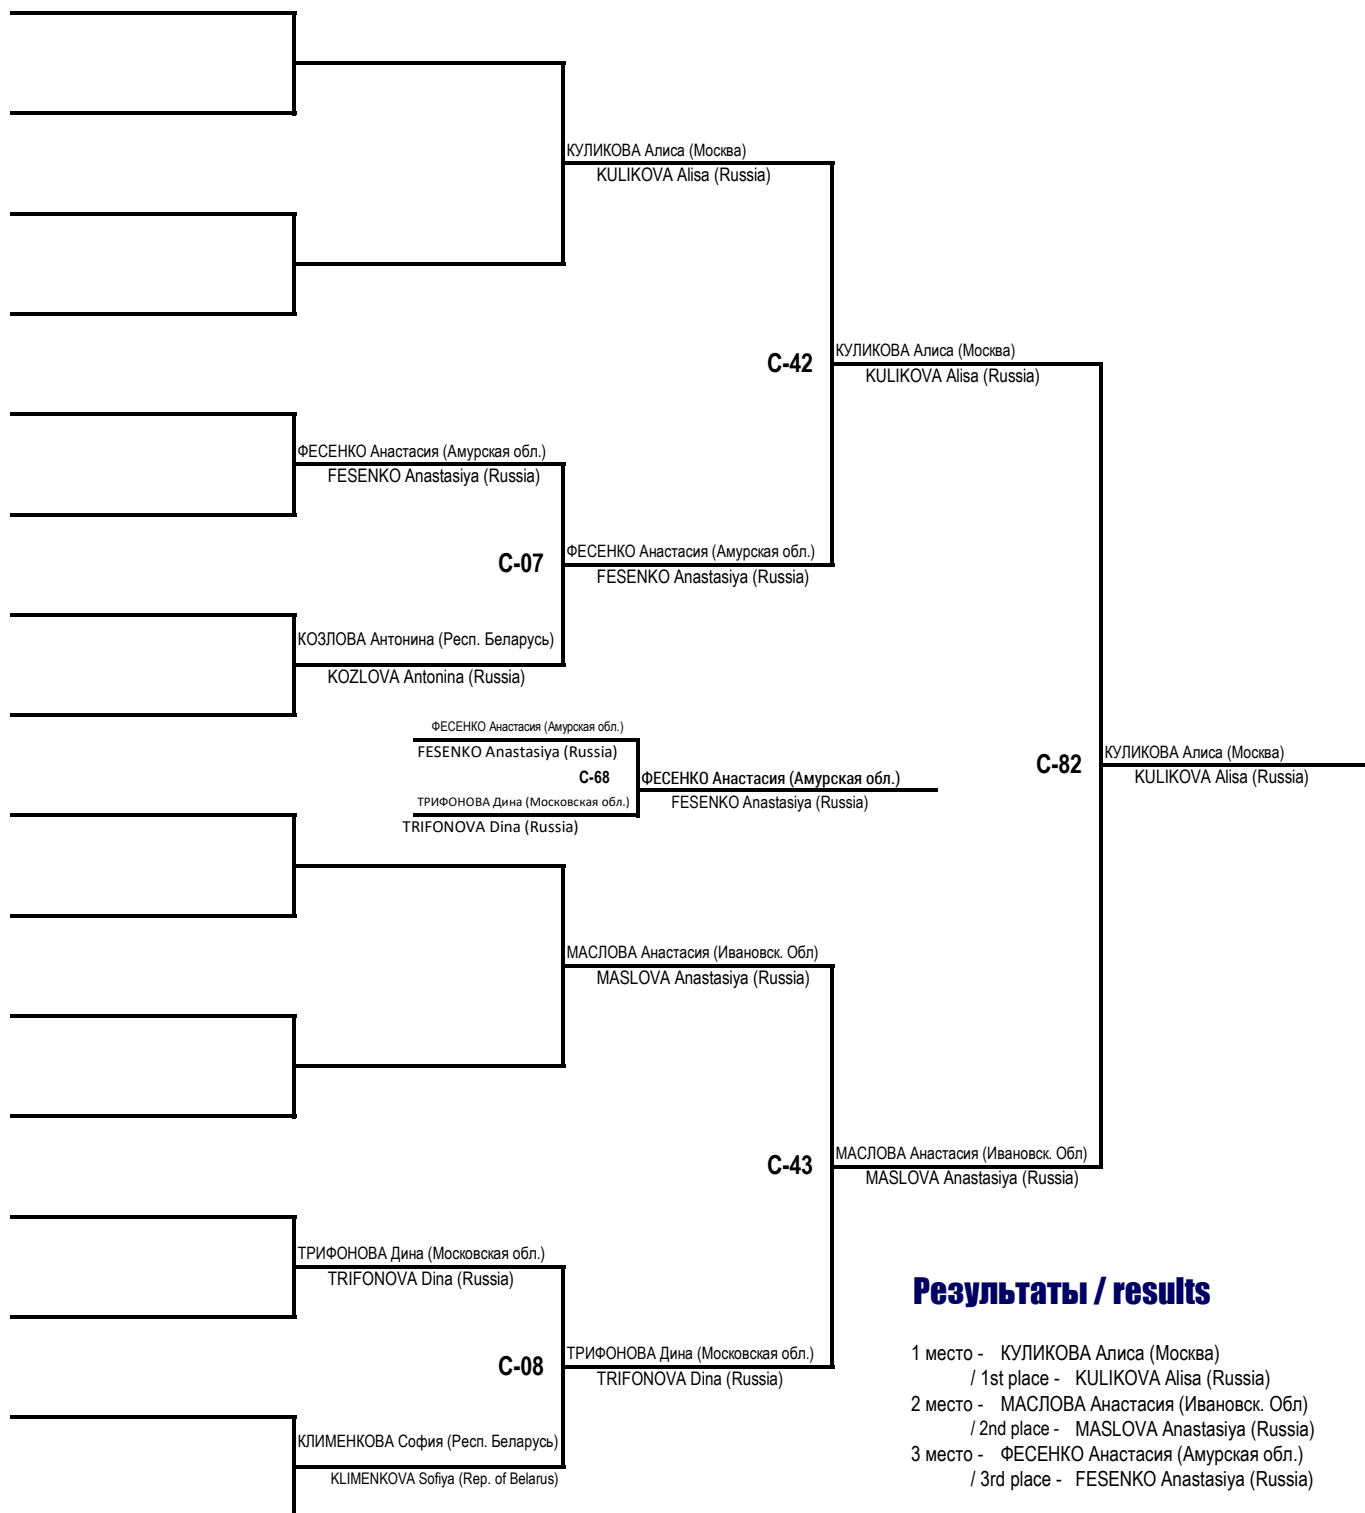 КУЛИКОВА Алиса (Москва)
KULIKOVA Alisa (Russia)
C-42
КУЛИКОВА Алиса (Москва)
KULIKOVA Alisa (Russia)
ФЕСЕНКО Анастасия (Амурская обл.)
FESENKO Anastasiya (Russia)
C-07
ФЕСЕНКО Анастасия (Амурская обл.)
FESENKO Anastasiya (Russia)
КОЗЛОВА Антонина (Респ. Беларусь)
KOZLOVA Antonina (Russia)
ФЕСЕНКО Анастасия (Амурская обл.)
FESENKO Anastasiya (Russia)
C-68
ФЕСЕНКО Анастасия (Амурская обл.)
FESENKO Anastasiya (Russia)
ТРИФОНОВА Дина (Московская обл.)
TRIFONOVA Dina (Russia)
C-82
КУЛИКОВА Алиса (Москва)
KULIKOVA Alisa (Russia)
МАСЛОВА Анастасия (Ивановск. Обл)
MASLOVA Anastasiya (Russia)
C-43
МАСЛОВА Анастасия (Ивановск. Обл)
MASLOVA Anastasiya (Russia)
ТРИФОНОВА Дина (Московская обл.)
TRIFONOVA Dina (Russia)
C-08
ТРИФОНОВА Дина (Московская обл.)
TRIFONOVA Dina (Russia)
КЛИМЕНКОВА София (Респ. Беларусь)
KLIMENKOVA Sofiya (Rep. of Belarus)
Результаты / results
1 место - КУЛИКОВА Алиса (Москва)
/ 1st place - KULIKOVA Alisa (Russia)
2 место - МАСЛОВА Анастасия (Ивановск. Обл)
/ 2nd place - MASLOVA Anastasiya (Russia)
3 место - ФЕСЕНКО Анастасия (Амурская обл.)
/ 3rd place - FESENKO Anastasiya (Russia)